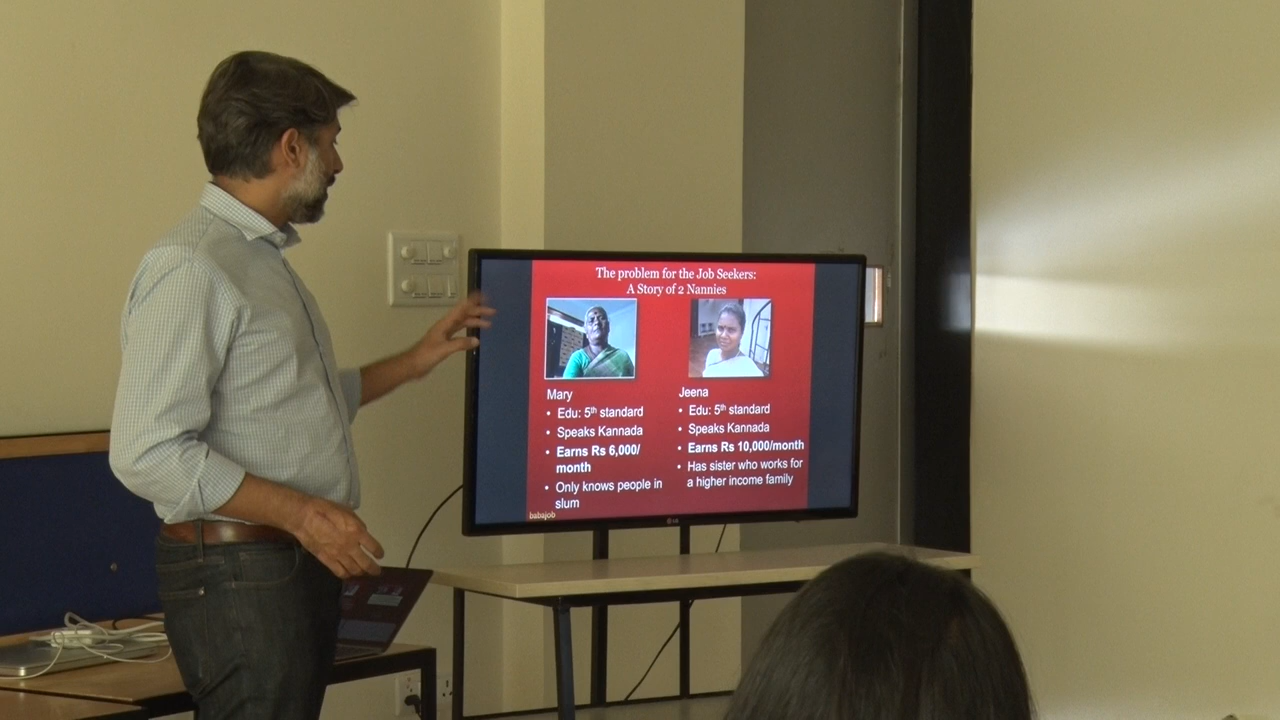 The problem for the Job Seekers:
A Story of 2 Nannies
Mary
• Edu: 5th standard
• Speaks Kannada
• Earns Rs 6,000/
month
• Only knows people in
slum
Jeena
• Edu: 5th standard
• Speaks Kannada
• Earns Rs 10,000/month
• Has sister who works for
a higher income family
babajob
LG